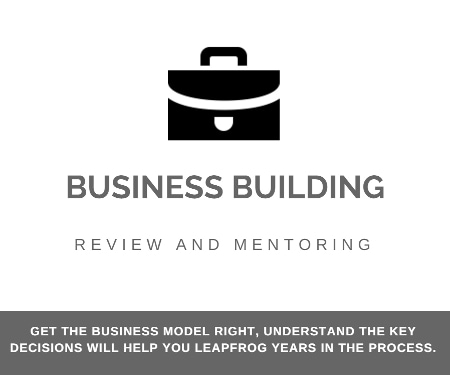 BUSINESS BUILDING
REVIEW AND MENTORING
GET THE BUSINESS MODEL RIGHT, UNDERSTAND THE KEY
DECISIONS WILL HELP YOU LEAPFROG YEARS IN THE PROCESS.